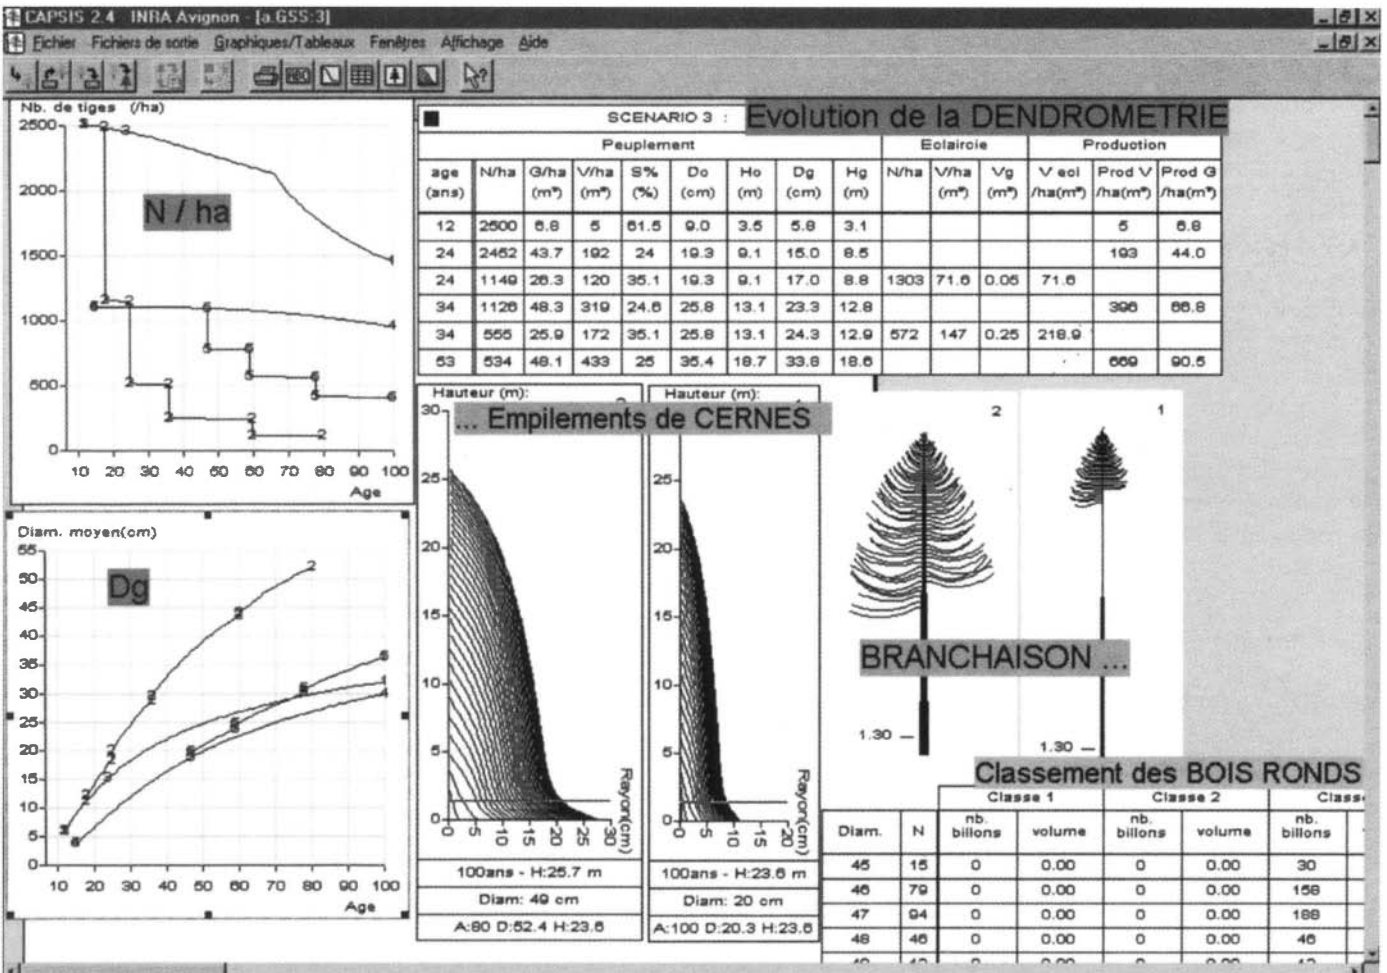 CAPSIS 2.4 INRA Avignon - [a.GSS:3]
Fichier Fichiers de sortie Graphiques/Tableaux Fenêtres Affichage Aide
Nb. de tiges (/ha)
2500
2000
1500
1000
500
0
10 20 30 40 50 60 70 80 90 100
Age
N / ha
SCENARIO 3 : Evolution de la DENDROMETRIE
Peuplement Eclaircie Production
age N/ha G/ha V/ha S% Do Ho Dg Hg N/ha V/ha Vg V ecl Prod V Prod G
(ans) (m³) (m³) (%) (cm) (m) (cm) (m) (m³) (m³) /ha(m³) /ha(m³) /ha(m³)
12 2500 6.8 5 61.5 9.0 3.5 5.8 3.1 5 6.8
24 2452 43.7 192 24 19.3 9.1 15.0 8.5 193 44.0
24 1149 26.3 120 35.1 19.3 9.1 17.0 8.8 1303 71.6 0.05 71.6
34 1126 48.3 319 24.6 25.8 13.1 23.3 12.8 396 66.8
34 555 25.9 172 35.1 25.8 13.1 24.3 12.9 572 147 0.25 218.9
53 534 48.1 433 25 35.4 18.7 33.8 18.6 669 90.5
Diam. moyen(cm)
55
50
45
40
35
30
25
20
15
10
5
0
10 20 30 40 50 60 70 80 90 100
Age
Dg
Hauteur (m):
... Empilements de CERNES
30
25
20
15
10
5
0
0 5 10 15 20 25 30
Rayon(cm)
100ans - H:25.7 m
Diam: 49 cm
A:80 D:52.4 H:23.6
Hauteur (m):
25
20
15
10
5
0
0 5 10 15 20
Rayon(cm)
100ans - H:23.6 m
Diam: 20 cm
A:100 D:20.3 H:23.6
2 1
BRANCHAISON ...
1.30
1.30
Classement des BOIS RONDS
Classe 1 Classe 2 Class
Diam. N nb. billons volume nb. billons volume nb. billons
45 15 0 0.00 0 0.00 30
46 79 0 0.00 0 0.00 158
47 94 0 0.00 0 0.00 188
48 46 0 0.00 0 0.00 46